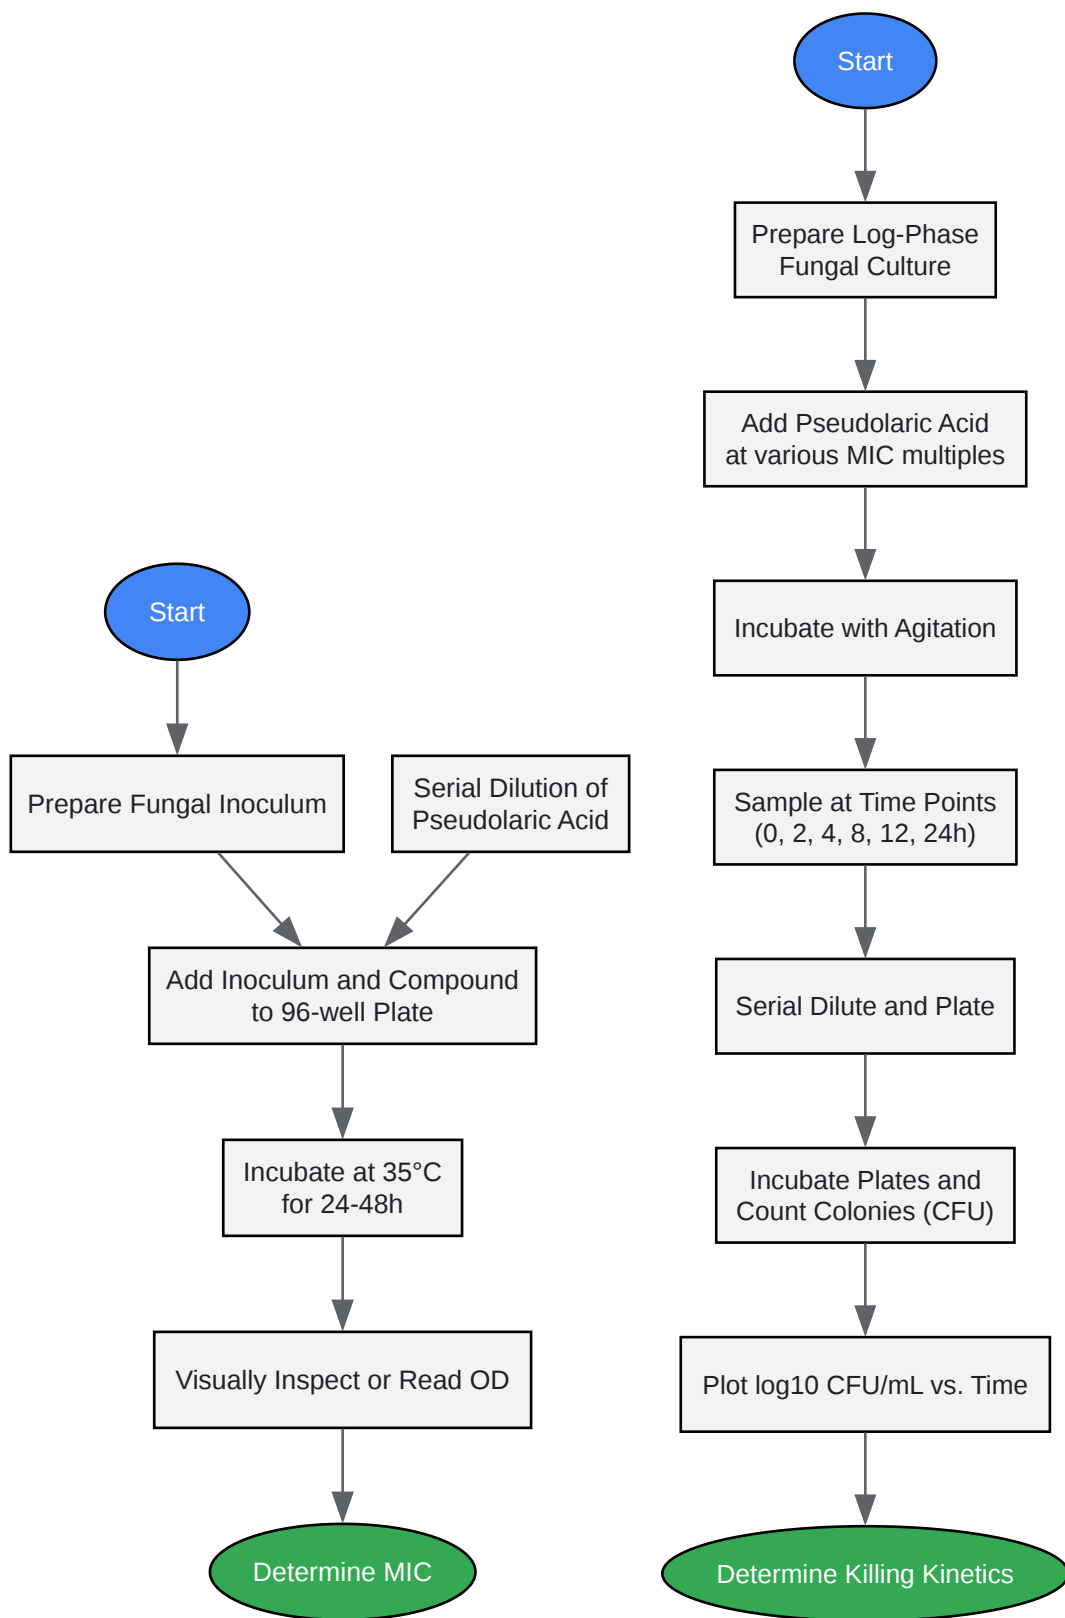 Start
Prepare Fungal Inoculum
Serial Dilution of
Pseudolaric Acid
Add Inoculum and Compound
to 96-well Plate
Incubate at 35°C
for 24-48h
Visually Inspect or Read OD
Determine MIC
Start
Prepare Log-Phase
Fungal Culture
Add Pseudolaric Acid
at various MIC multiples
Incubate with Agitation
Sample at Time Points
(0, 2, 4, 8, 12, 24h)
Serial Dilute and Plate
Incubate Plates and
Count Colonies (CFU)
Plot log10 CFU/mL vs. Time
Determine Killing Kinetics